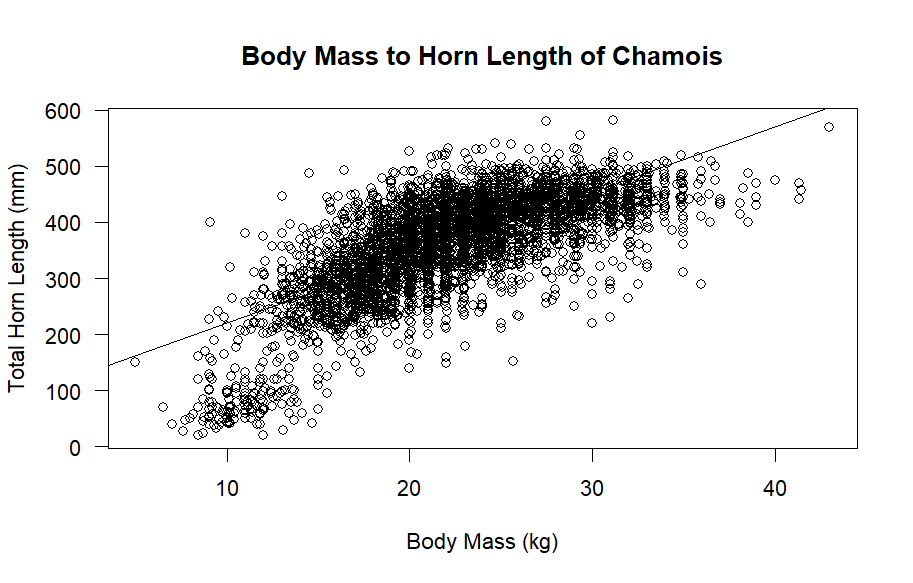 Body Mass to Horn Length of Chamois
Total Horn Length (mm)
600
500
400
300
200
100
0
10 20 30 40
Body Mass (kg)